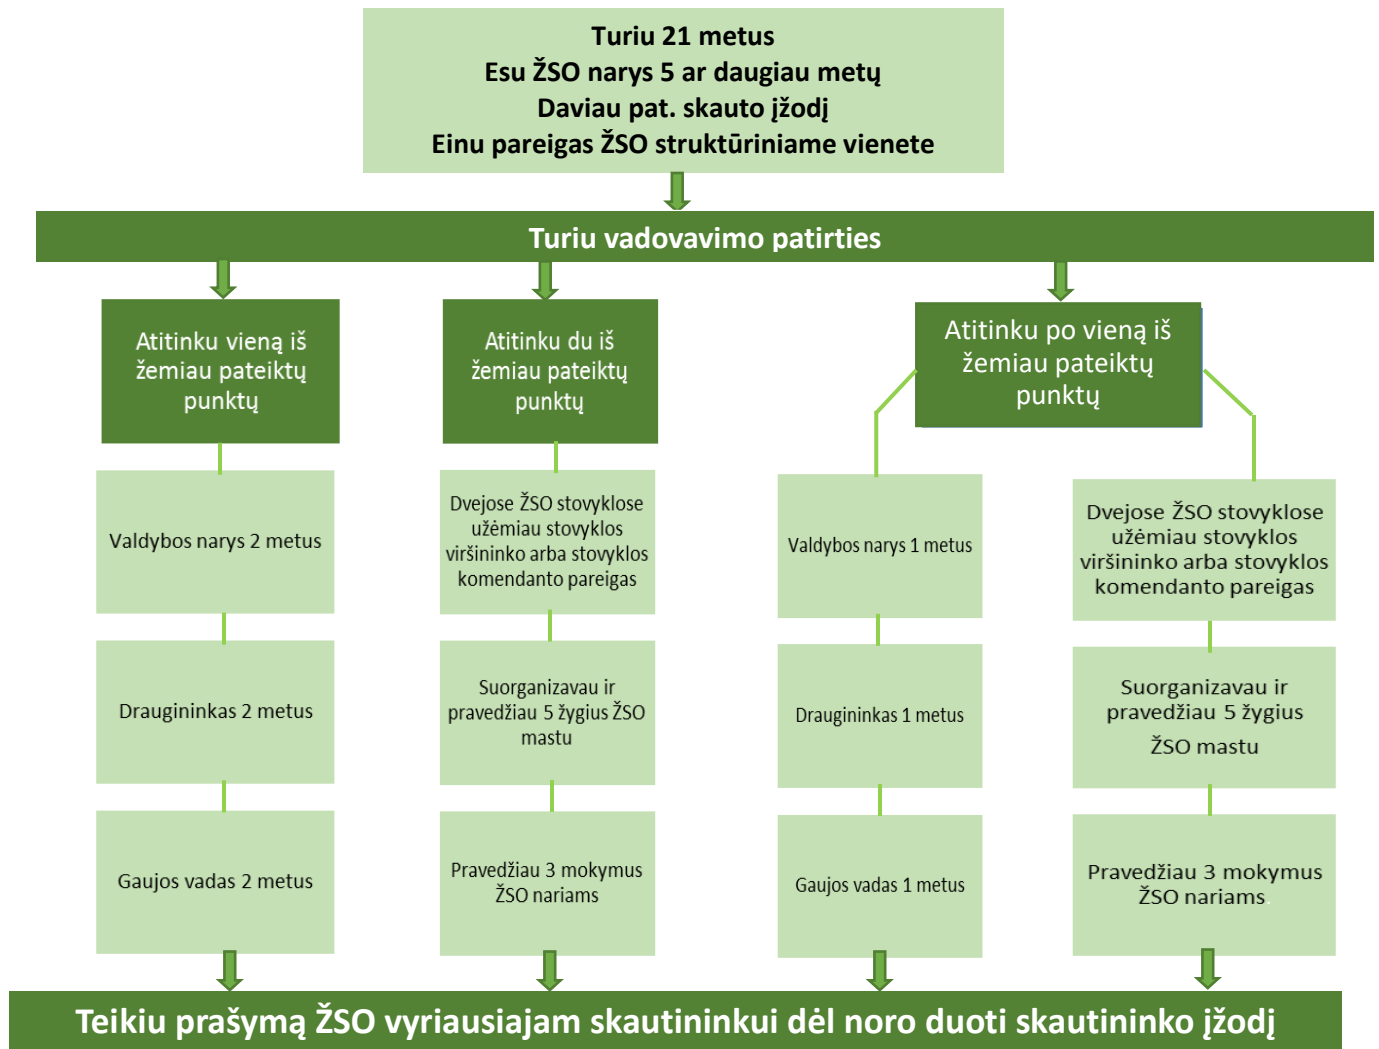 Turiu 21 metus
Esu ŽSO narys 5 ar daugiau metų
Daviau pat. skauto įžodį
Einu pareigas ŽSO struktūriniame vienete
Turiu vadovavimo patirties
Atitinku vieną iš
žemiau pateiktų
punktų
Valdybos narys 2 metus
Draugininkas 2 metus
Gaujos vadas 2 metus
Atitinku du iš
žemiau pateiktų
punktų
Dvejose ŽSO stovyklose
užėmiau stovyklos
viršininko arba stovyklos
komendanto pareigas
Suorganizavau ir
pravedžiau 5 žygius ŽSO
mastu
Pravedžiau 3 mokymus
ŽSO nariams
Atitinku po vieną iš
žemiau pateiktų
punktų
Valdybos narys 1 metus
Draugininkas 1 metus
Gaujos vadas 1 metus
Dvejose ŽSO stovyklose
užėmiau stovyklos
viršininko arba stovyklos
komendanto pareigas
Suorganizavau ir
pravedžiau 5 žygius
ŽSO mastu
Pravedžiau 3 mokymus
ŽSO nariams.
Teikiu prašymą ŽSO vyriausiajam skautininkui dėl noro duoti skautininko įžodį